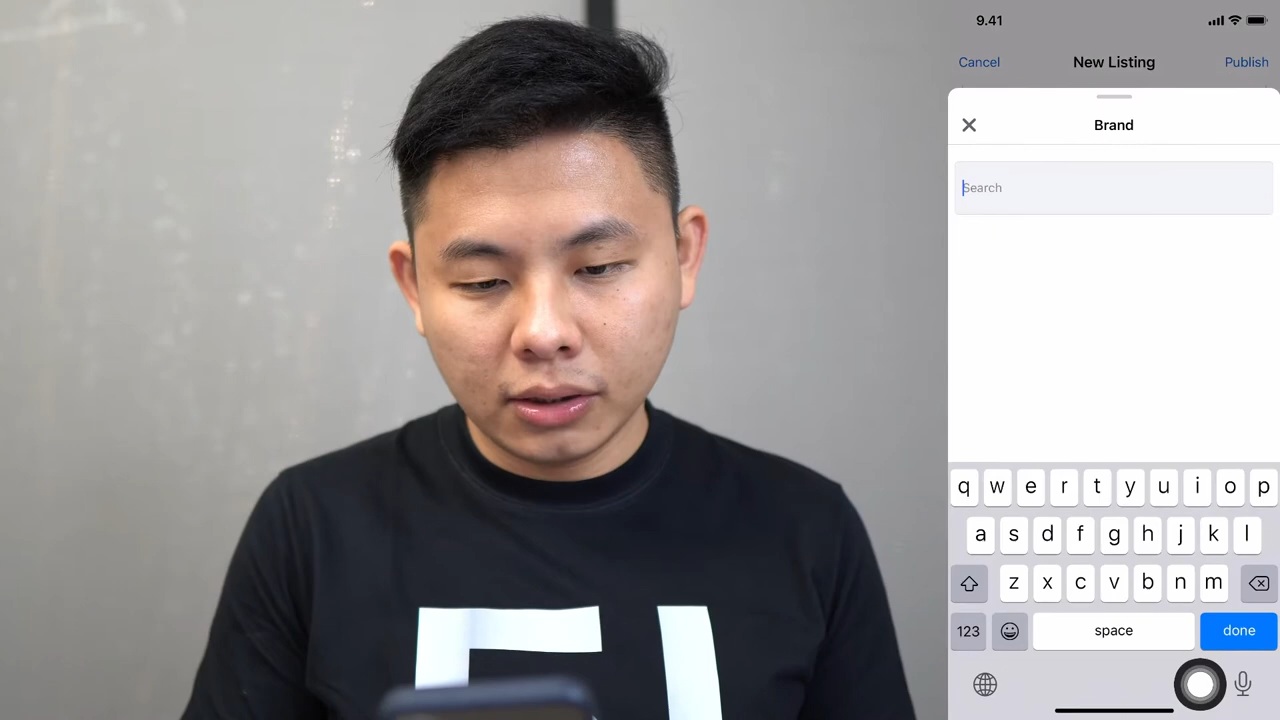 9.41
Cancel New Listing Publish
Brand
Search
q w e r t y u i o p
a s d f g h j k l
z x c v b n m
123 space done